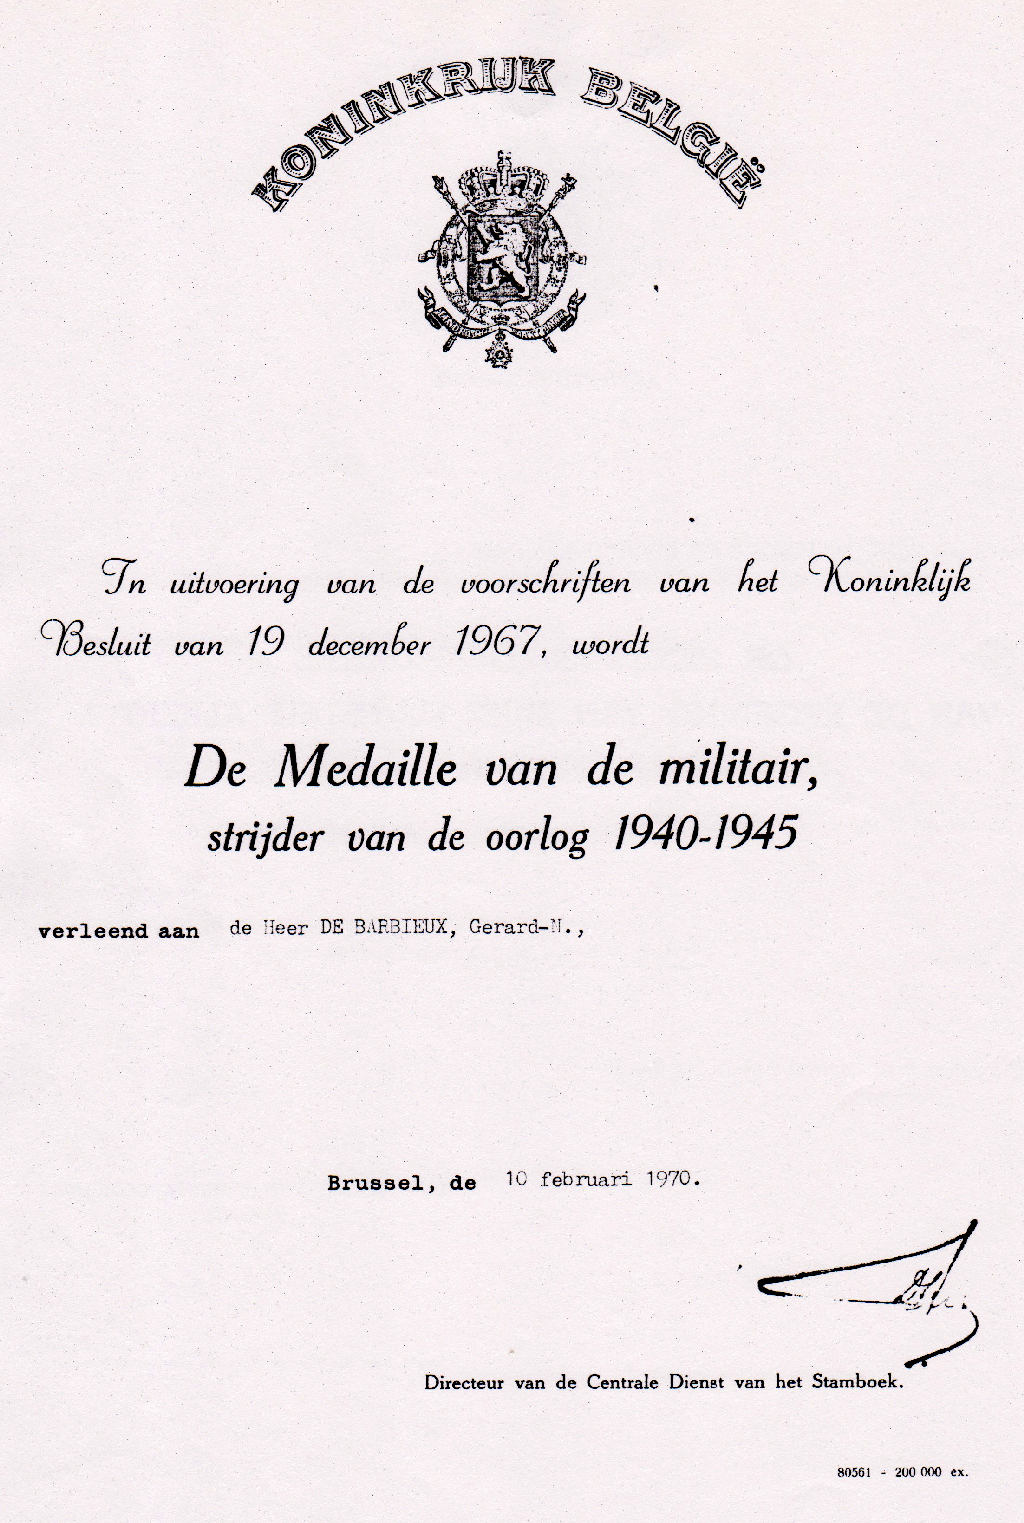 KONINKRIJK BELGIË
In uitvoering van de voorschriften van het Koninklijk
Besluit van 19 december 1967, wordt
De Medaille van de militair,
strijder van de oorlog 1940-1945
verleend aan de Heer DE BARBIEUX, Gerard-N.,
Brussel, de 10 februari 1970.
Directeur van de Centrale Dienst van het Stamboek.
80561 - 200 000 ex.